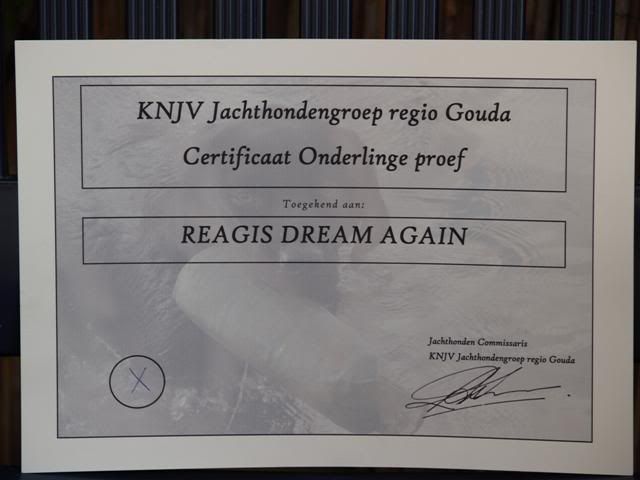 KNJV Jachthondengroep regio Gouda
Certificaat Onderlinge proef
Toegekend aan:
REAGIS DREAM AGAIN
Jachthonden Commissaris
KNJV Jachthondengroep regio Gouda
X